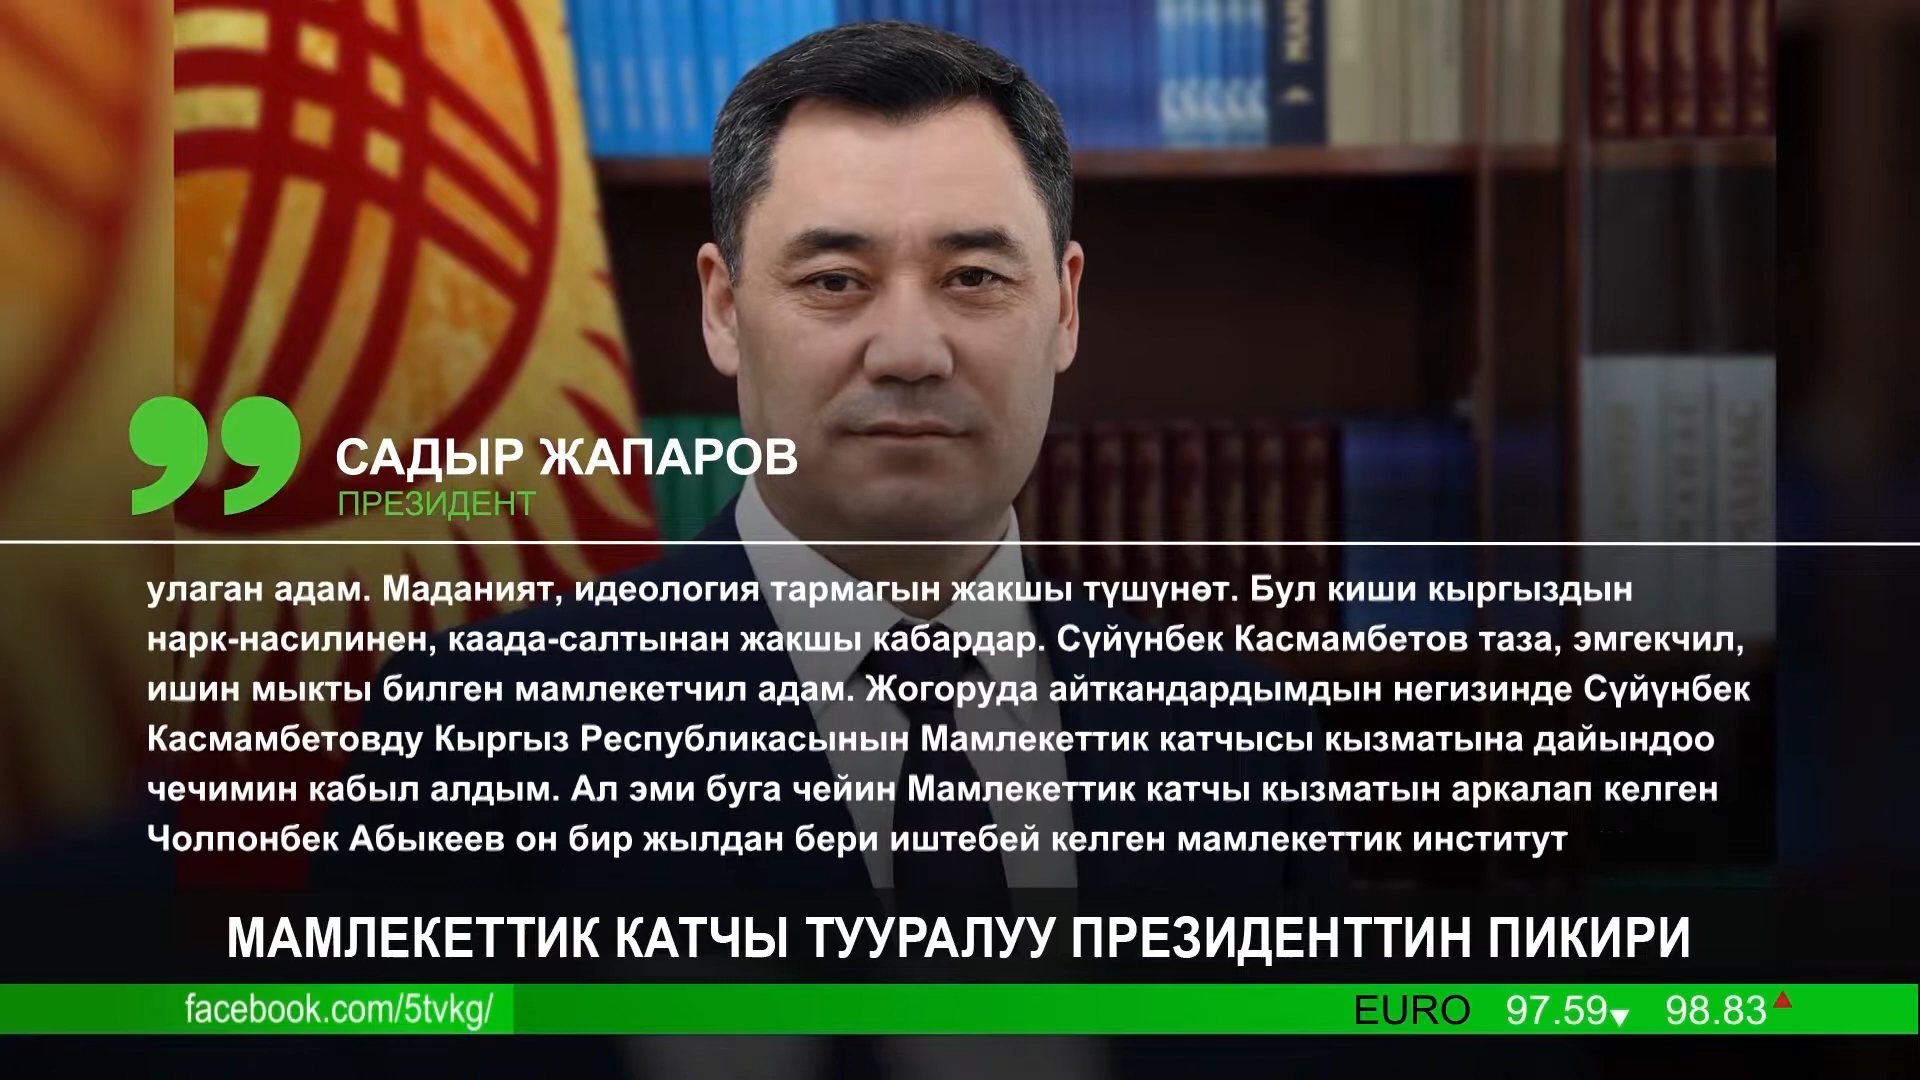 САДЫР ЖАПАРОВ
ПРЕЗИДЕНТ
улаган адам. Маданият, идеология тармагын жакшы түшүнөт. Бул киши кыргыздын
нарк-насилинен, каада-салтынан жакшы кабардар. Сүйүнбек Касмамбетов таза, эмгекчил,
ишин мыкты билген мамлекетчил адам. Жогоруда айткандардымдын негизинде Сүйүнбек
Касмамбетовду Кыргыз Республикасынын Мамлекеттик катчысы кызматына дайындоо
чечимин кабыл алдым. Ал эми буга чейин Мамлекеттик катчы кызматын аркалап келген
Чолпонбек Абыкеев он бир жылдан бери иштебей келген мамлекеттик институт
МАМЛЕКЕТТИК КАТЧЫ ТУУРАЛУУ ПРЕЗИДЕНТТИН ПИКИРИ
facebook.com/5tvkg/
EURO 97.59 98.83